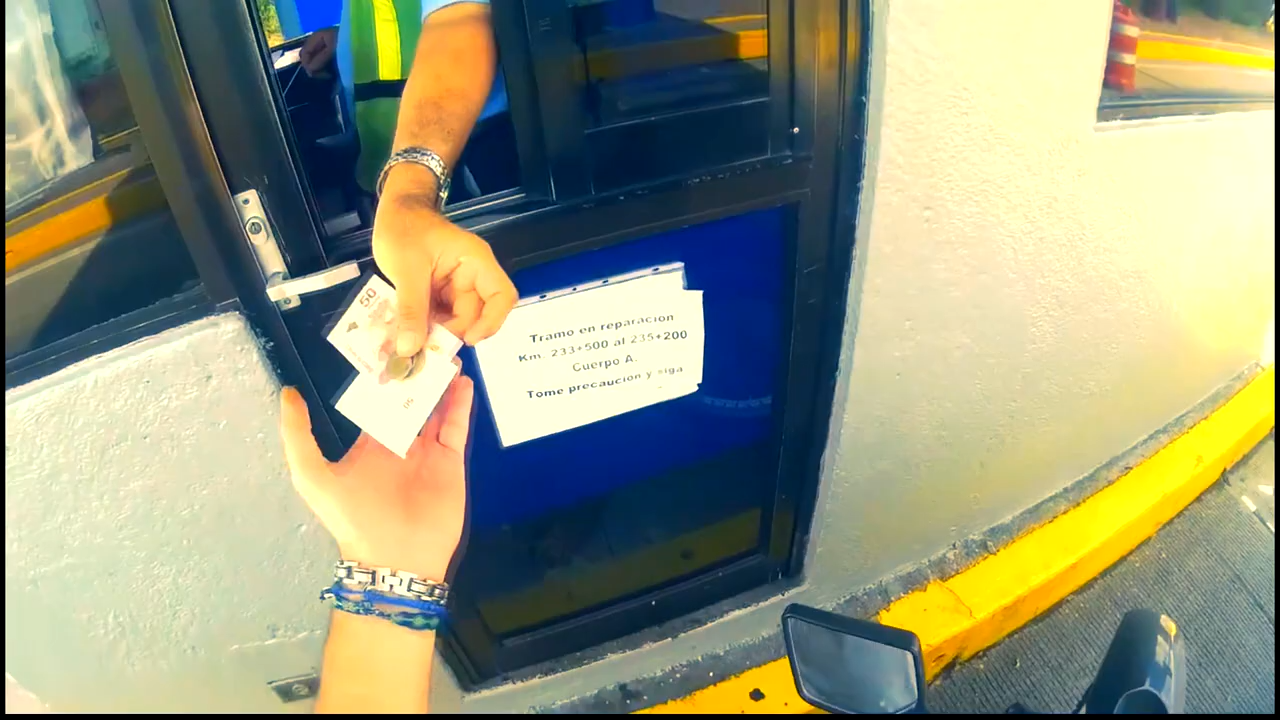 50
Tramo en reparación
Km. 233+500 al 235+200
Cuerpo A.
Tome precaución y siga